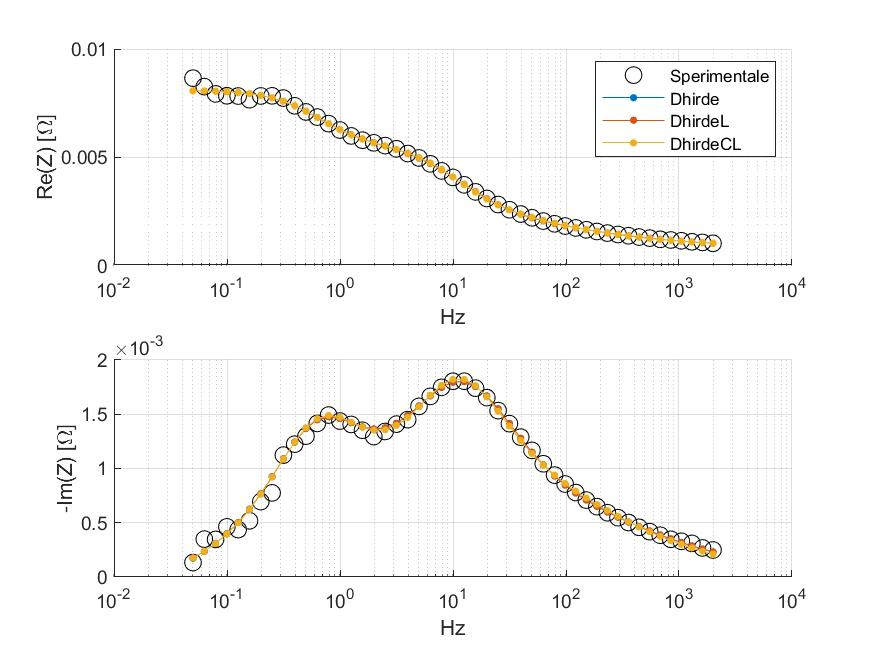 0.01
0.005
0
Re(Z) [Ω]
Sperimentale
Dhirde
DhirdeL
DhirdeCL
10^-2 10^-1 10^0 10^1 10^2 10^3 10^4
Hz
×10^-3
2
1.5
1
0.5
0
-Im(Z) [Ω]
10^-2 10^-1 10^0 10^1 10^2 10^3 10^4
Hz